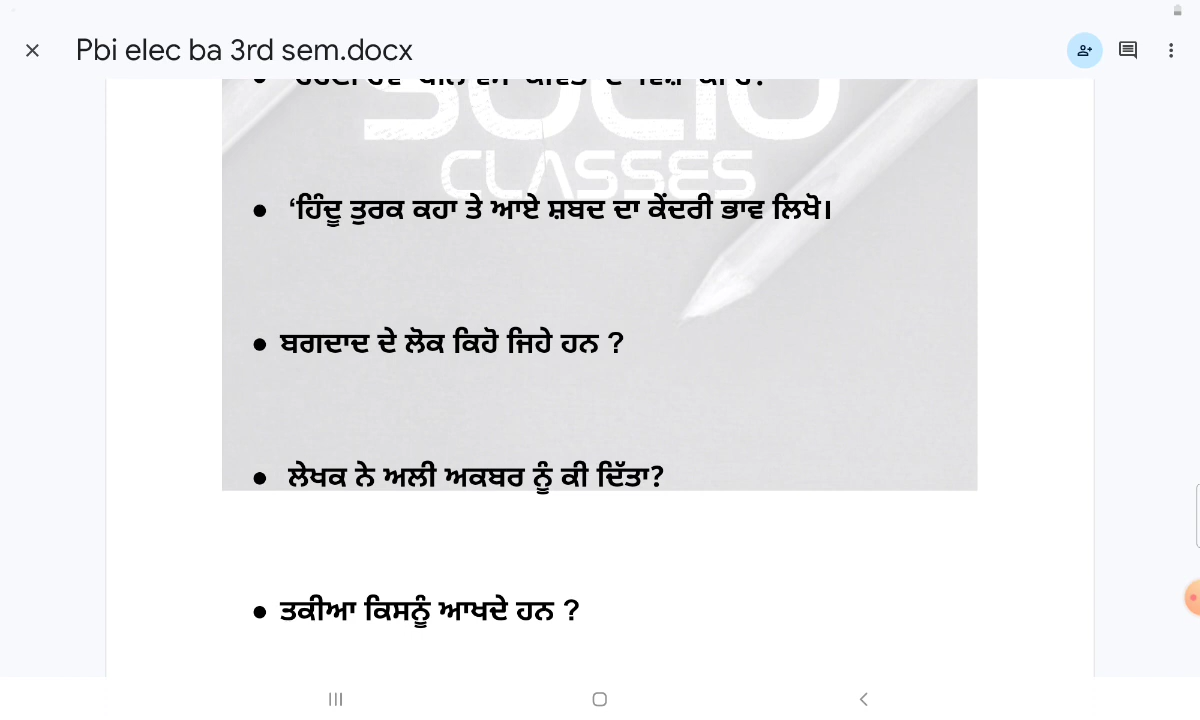 Pbi elec ba 3rd sem.docx
SOCIO
CLASSES
● ‘ਹਿੰਦੂ ਤੁਰਕ ਕਹਾ ਤੇ ਆਏ ਸ਼ਬਦ ਦਾ ਕੇਂਦਰੀ ਭਾਵ ਲਿਖੋ।
● ਬਗਦਾਦ ਦੇ ਲੋਕ ਕਿਹੋ ਜਿਹੇ ਹਨ ?
● ਲੇਖਕ ਨੇ ਅਲੀ ਅਕਬਰ ਨੂੰ ਕੀ ਦਿੱਤਾ?
● ਤਕੀਆ ਕਿਸਨੂੰ ਆਖਦੇ ਹਨ ?